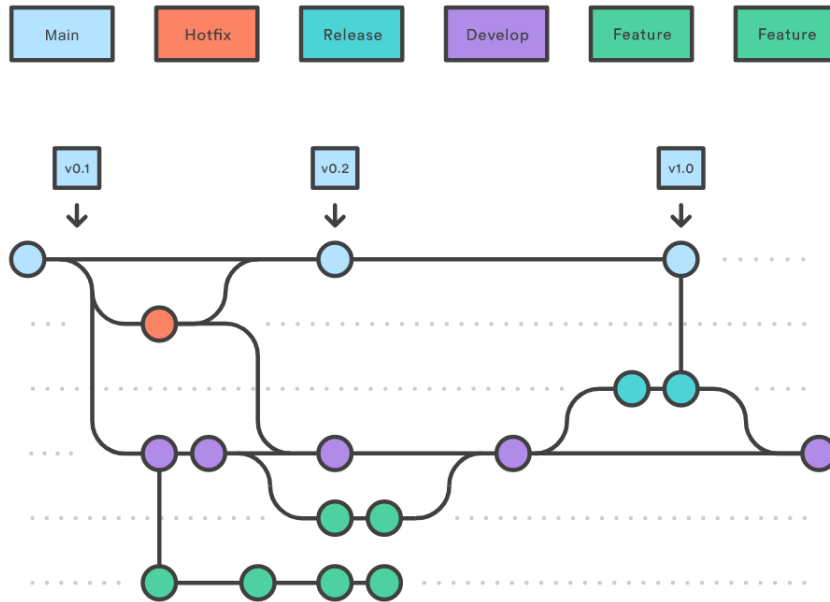 Main
Hotfix
Release
Develop
Feature
Feature
v0.1
v0.2
v1.0